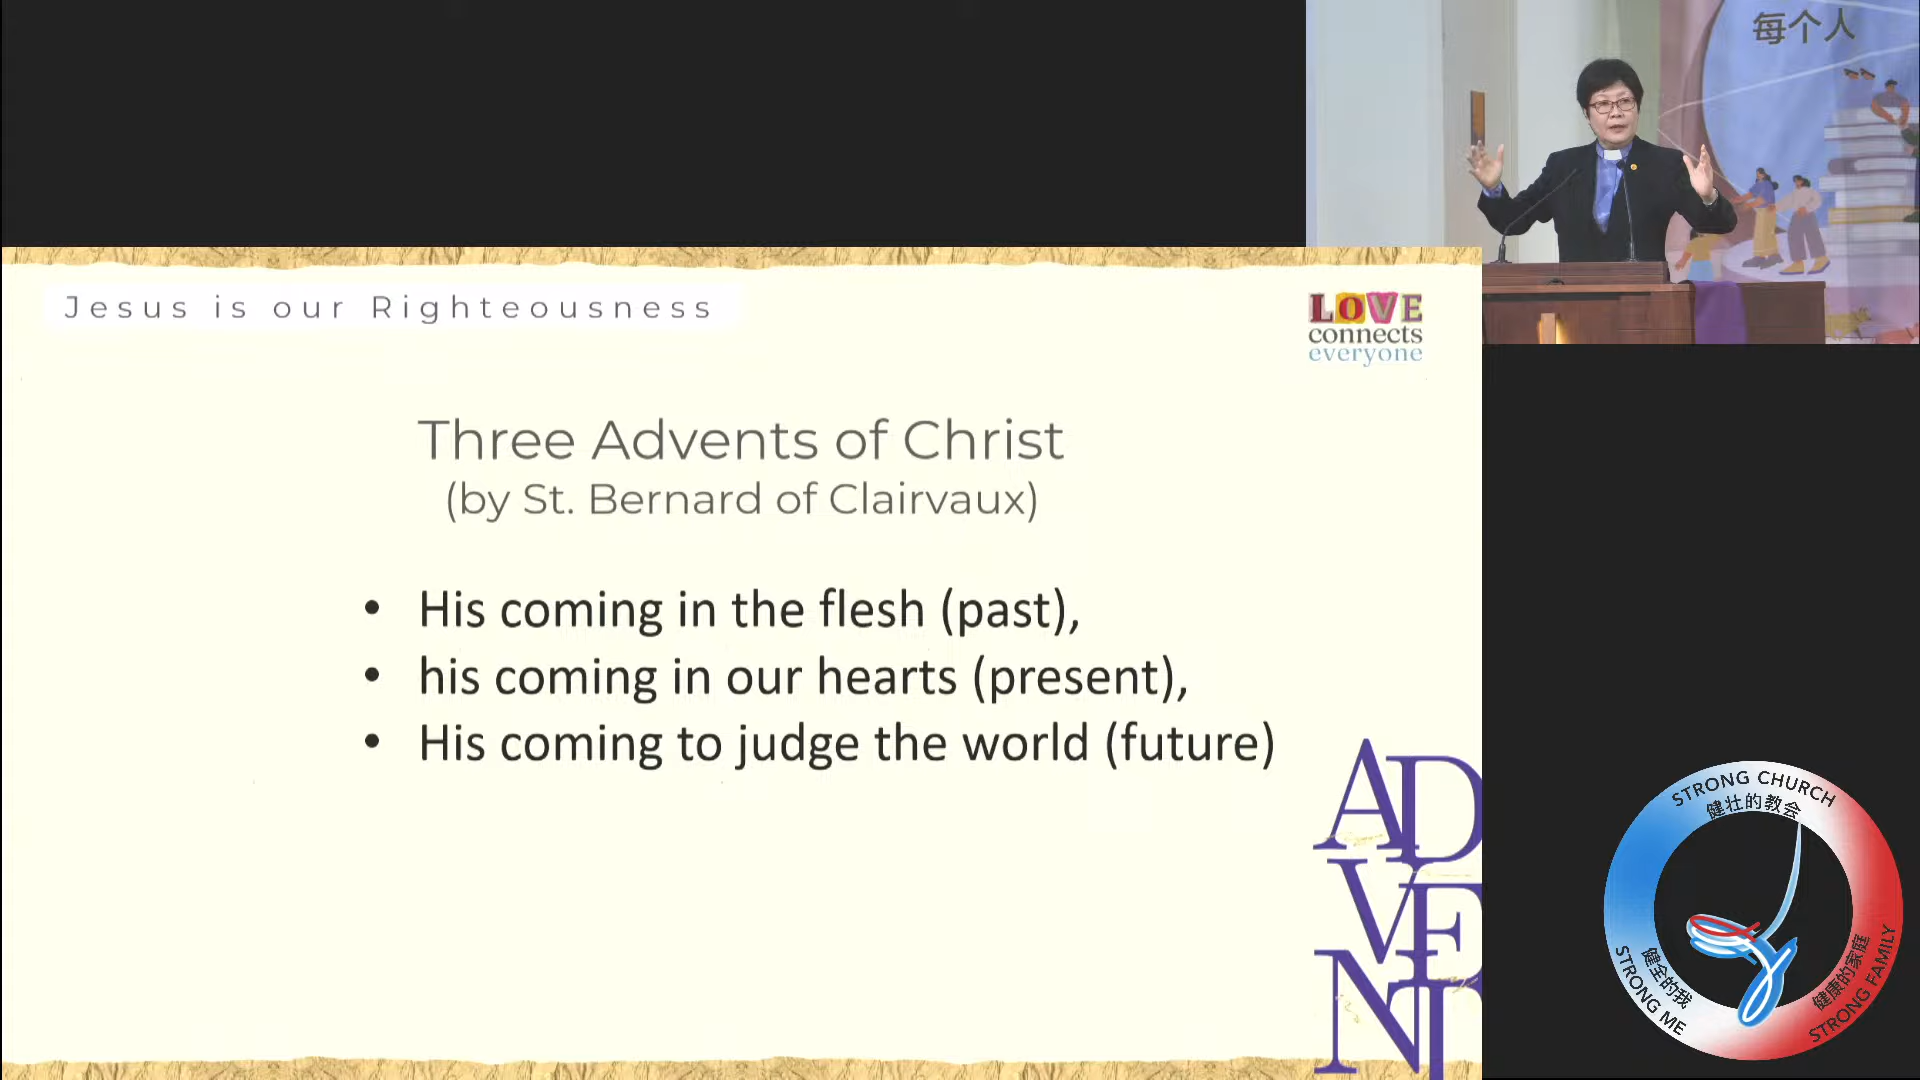 每个人
Jesus is our Righteousness
LOVE
connects
everyone
Three Advents of Christ
(by St. Bernard of Clairvaux)
• His coming in the flesh (past),
• his coming in our hearts (present),
• His coming to judge the world (future)
ADVENT
STRONG CHURCH
健壮的教会
健全的我
STRONG ME
健康的家庭
STRONG FAMILY